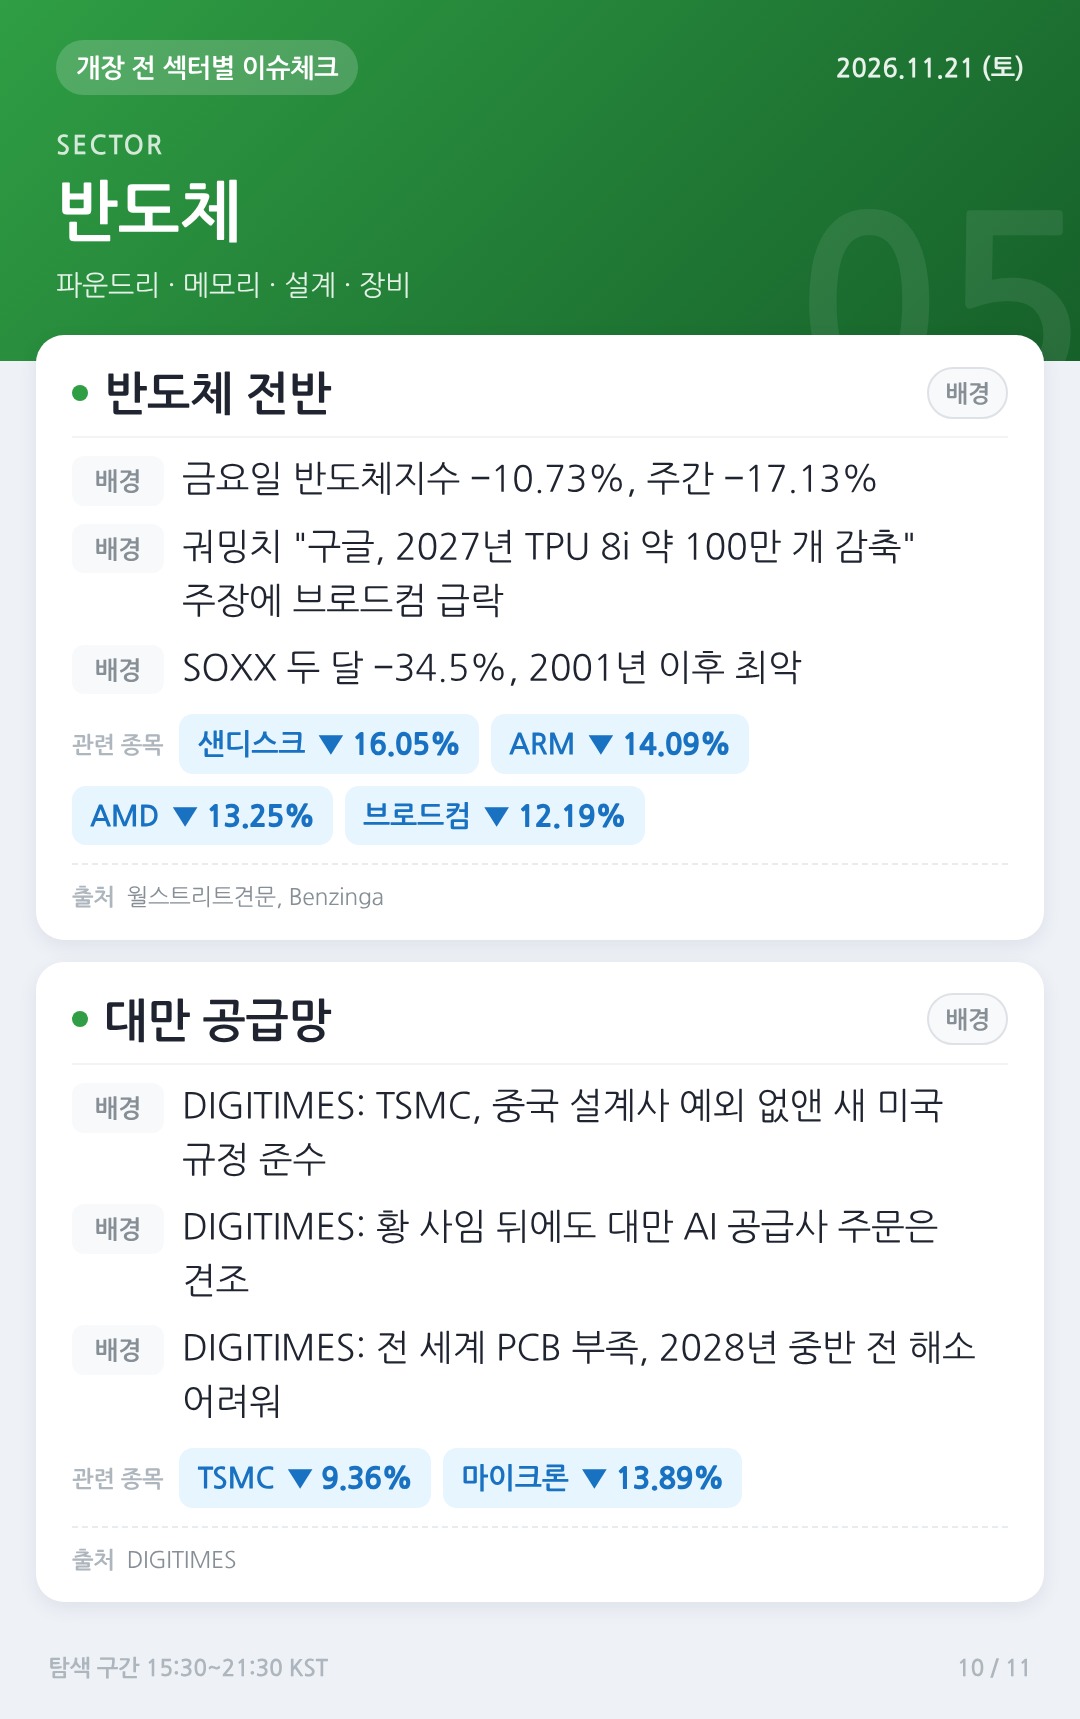 개장 전 섹터별 이슈체크
2026.11.21 (토)
SECTOR
반도체
파운드리 · 메모리 · 설계 · 장비
05
반도체 전반
배경
배경 금요일 반도체지수 −10.73%, 주간 −17.13%
배경 궈밍치 "구글, 2027년 TPU 8i 약 100만 개 감축"
주장에 브로드컴 급락
배경 SOXX 두 달 −34.5%, 2001년 이후 최악
관련 종목 샌디스크 ▼ 16.05% ARM ▼ 14.09%
AMD ▼ 13.25% 브로드컴 ▼ 12.19%
출처 월스트리트견문, Benzinga
대만 공급망
배경
배경 DIGITIMES: TSMC, 중국 설계사 예외 없앤 새 미국
규정 준수
배경 DIGITIMES: 황 사임 뒤에도 대만 AI 공급사 주문은
견조
배경 DIGITIMES: 전 세계 PCB 부족, 2028년 중반 전 해소
어려워
관련 종목 TSMC ▼ 9.36% 마이크론 ▼ 13.89%
출처 DIGITIMES
탐색 구간 15:30~21:30 KST
10 / 11